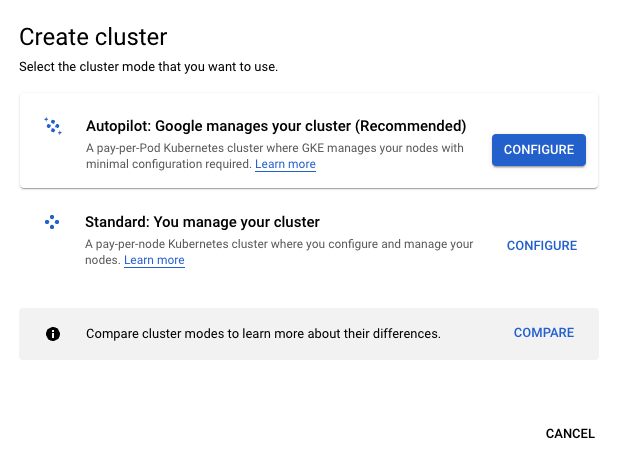 Create cluster
Select the cluster mode that you want to use.
Autopilot: Google manages your cluster (Recommended)
A pay-per-Pod Kubernetes cluster where GKE manages your nodes with
minimal configuration required. Learn more
CONFIGURE
Standard: You manage your cluster
A pay-per-node Kubernetes cluster where you configure and manage your
nodes. Learn more
CONFIGURE
Compare cluster modes to learn more about their differences.
COMPARE
CANCEL